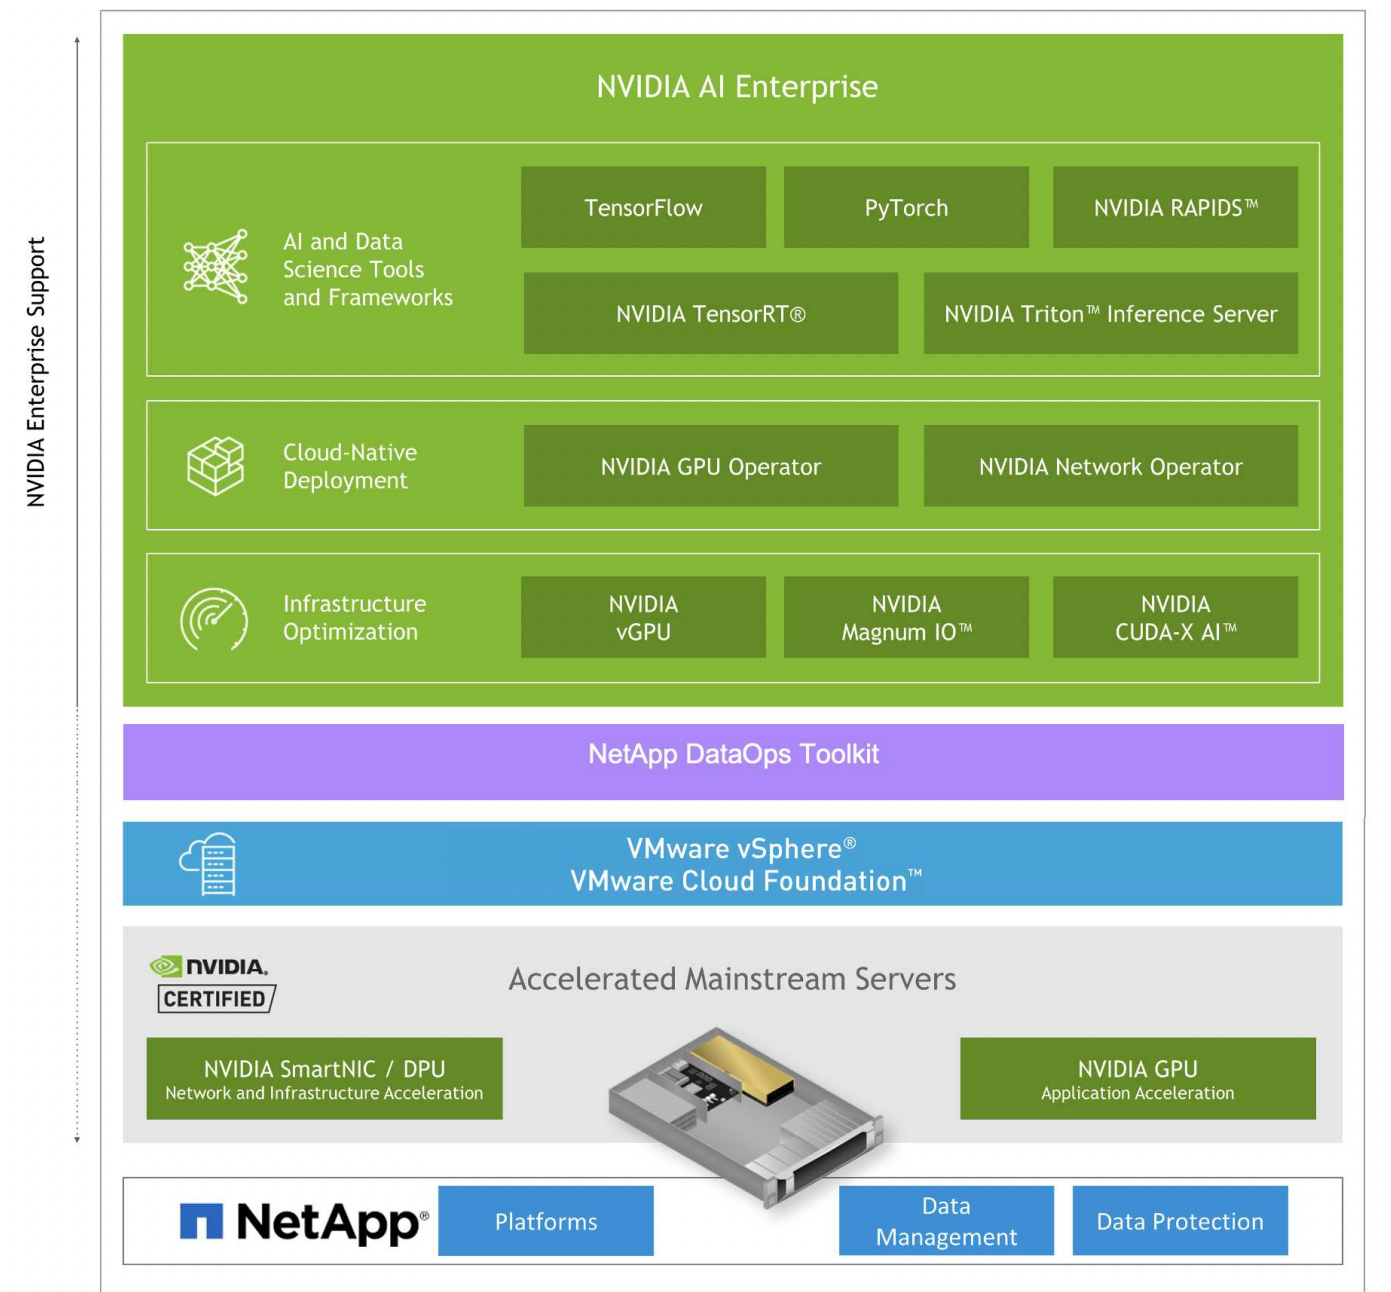 NVIDIA Enterprise Support
NVIDIA AI Enterprise
AI and Data
Science Tools
and Frameworks
TensorFlow
PyTorch
NVIDIA RAPIDS™
NVIDIA TensorRT®
NVIDIA Triton™ Inference Server
Cloud-Native
Deployment
NVIDIA GPU Operator
NVIDIA Network Operator
Infrastructure
Optimization
NVIDIA
vGPU
NVIDIA
Magnum IO™
NVIDIA
CUDA-X AI™
NetApp DataOps Toolkit
VMware vSphere®
VMware Cloud Foundation™
NVIDIA.
CERTIFIED
Accelerated Mainstream Servers
NVIDIA SmartNIC / DPU
Network and Infrastructure Acceleration
NVIDIA GPU
Application Acceleration
NetApp®
Platforms
Data
Management
Data Protection